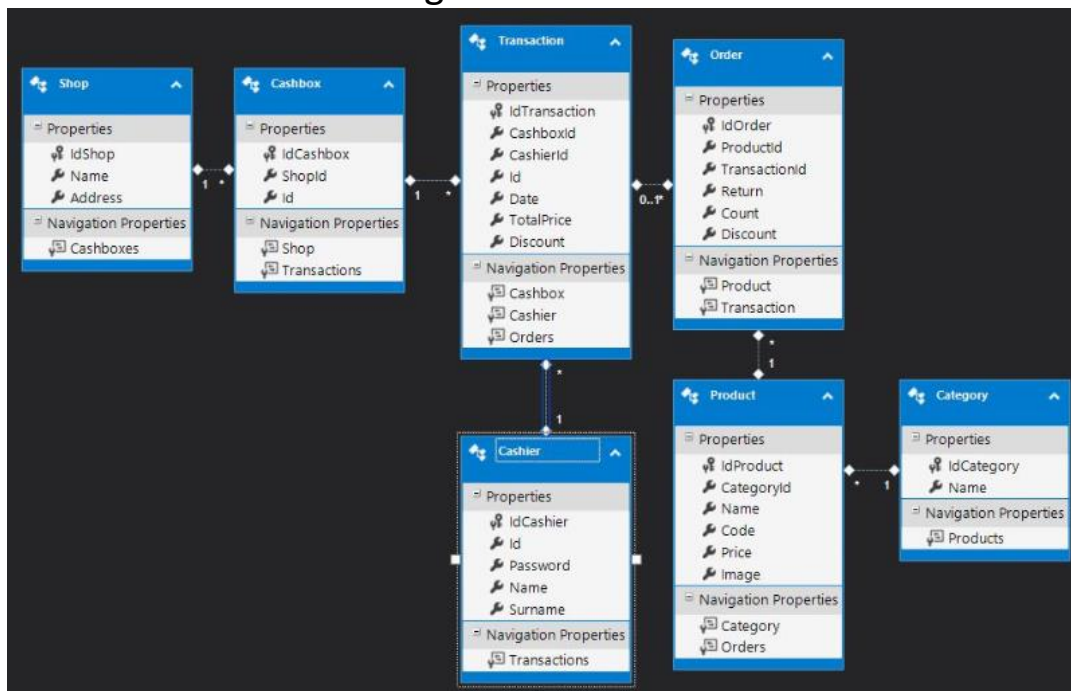 Shop
Properties
IdShop
Name
Address
Navigation Properties
Cashboxes
1 *
Cashbox
Properties
IdCashbox
ShopId
Id
Navigation Properties
Shop
Transactions
1 *
Transaction
Properties
IdTransaction
CashboxId
CashierId
Id
Date
TotalPrice
Discount
Navigation Properties
Cashbox
Cashier
Orders
0..1*
Order
Properties
IdOrder
ProductId
TransactionId
Return
Count
Discount
Navigation Properties
Product
Transaction
*
1
*
1
Cashier
Properties
IdCashier
Id
Password
Name
Surname
Navigation Properties
Transactions
Product
Properties
IdProduct
CategoryId
Name
Code
Price
Image
Navigation Properties
Category
Orders
* 1
Category
Properties
IdCategory
Name
Navigation Properties
Products